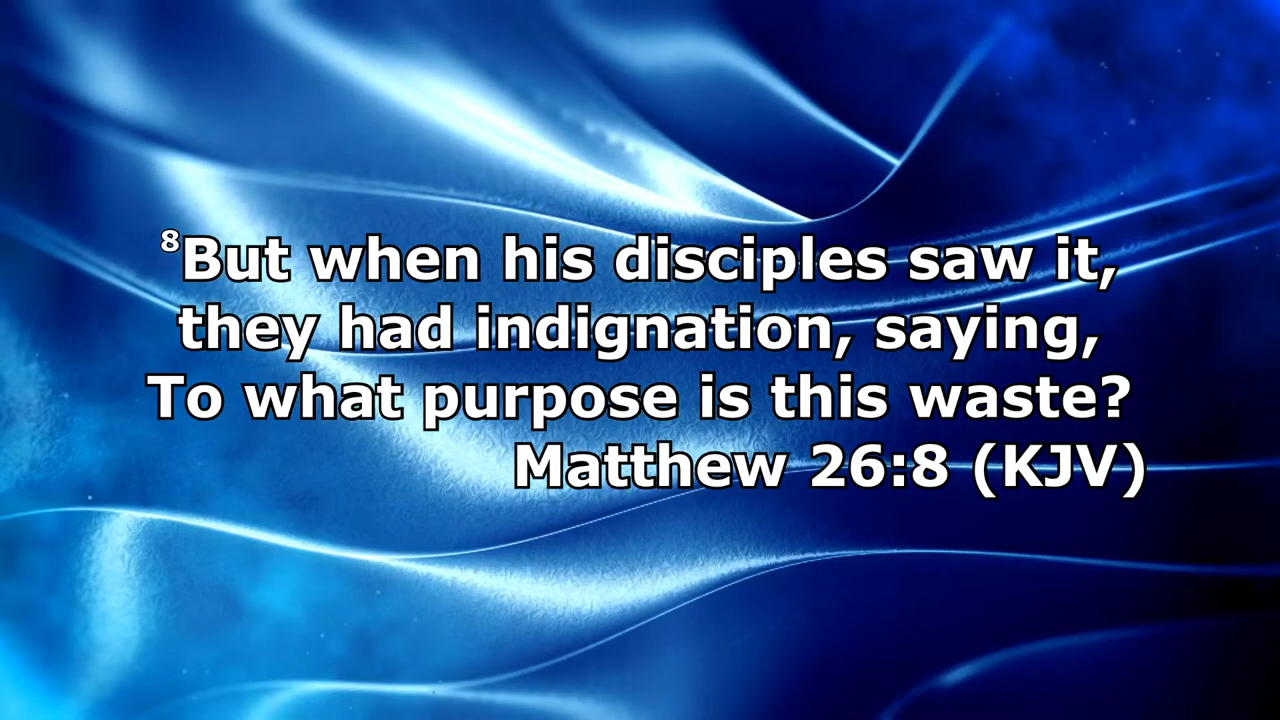 ⁸But when his disciples saw it,
they had indignation, saying,
To what purpose is this waste?
Matthew 26:8 (KJV)